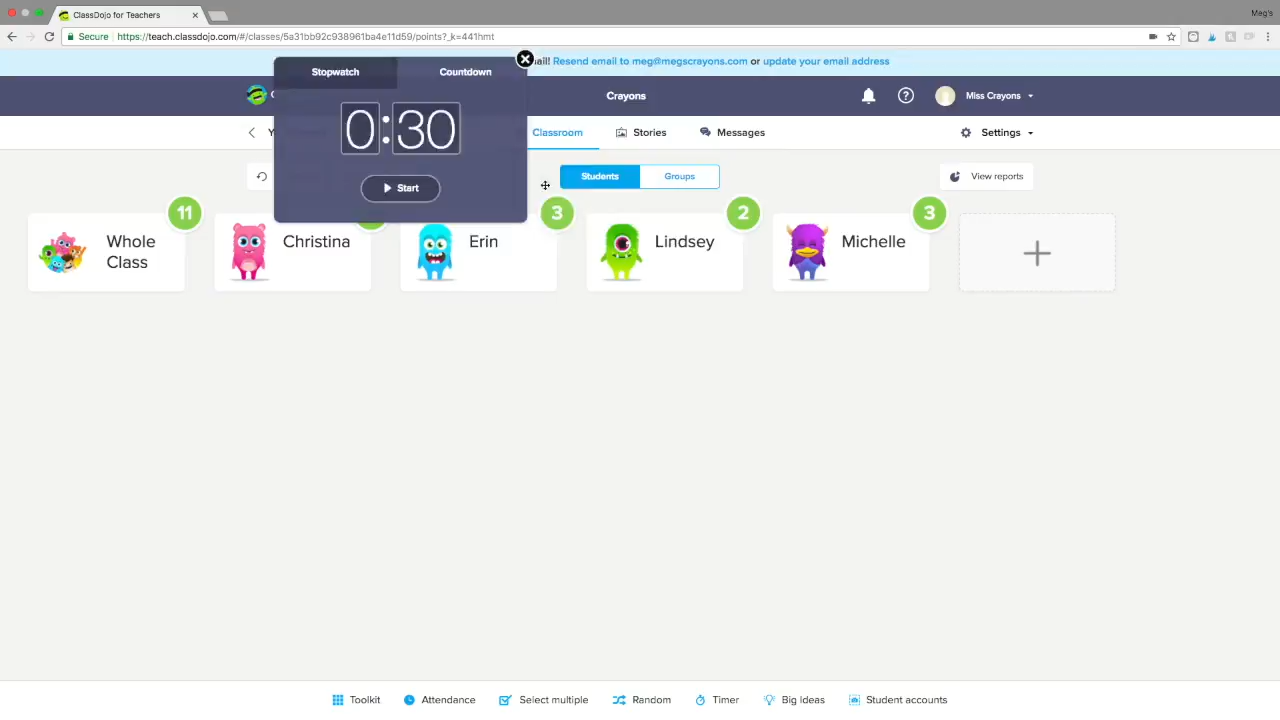 ClassDojo for Teachers
Meg's
Secure https://teach.classdojo.com/#/classes/5a31bb92c938961ba4e11d59/points?_k=441hmt
Resend email to meg@megscrayons.com or update your email address
Stopwatch Countdown
Crayons
Miss Crayons
0:30
Classroom
Stories
Messages
Settings
Start
Students
Groups
View reports
11
3
2
3
Whole Class
Christina
Erin
Lindsey
Michelle
Toolkit
Attendance
Select multiple
Random
Timer
Big Ideas
Student accounts